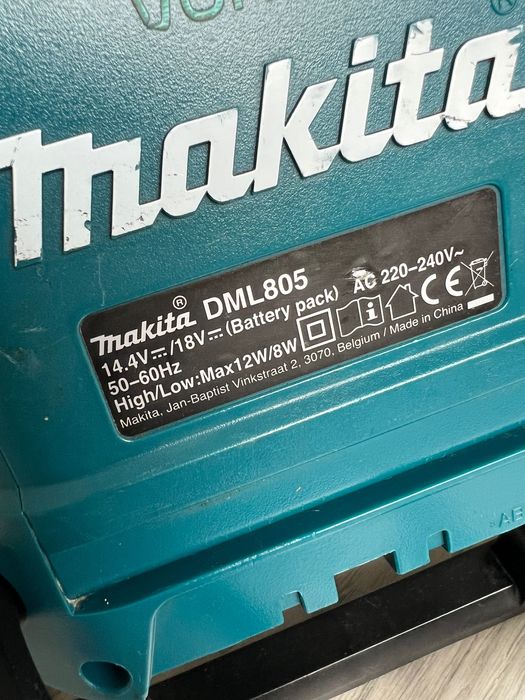 makita®
makita® DML805
14.4V⎓/18V⎓(Battery pack) AC 220–240V~
50–60Hz
High/Low:Max12W/8W CE
Makita, Jan-Baptist Vinkstraat 2, 3070, Belgium / Made in China